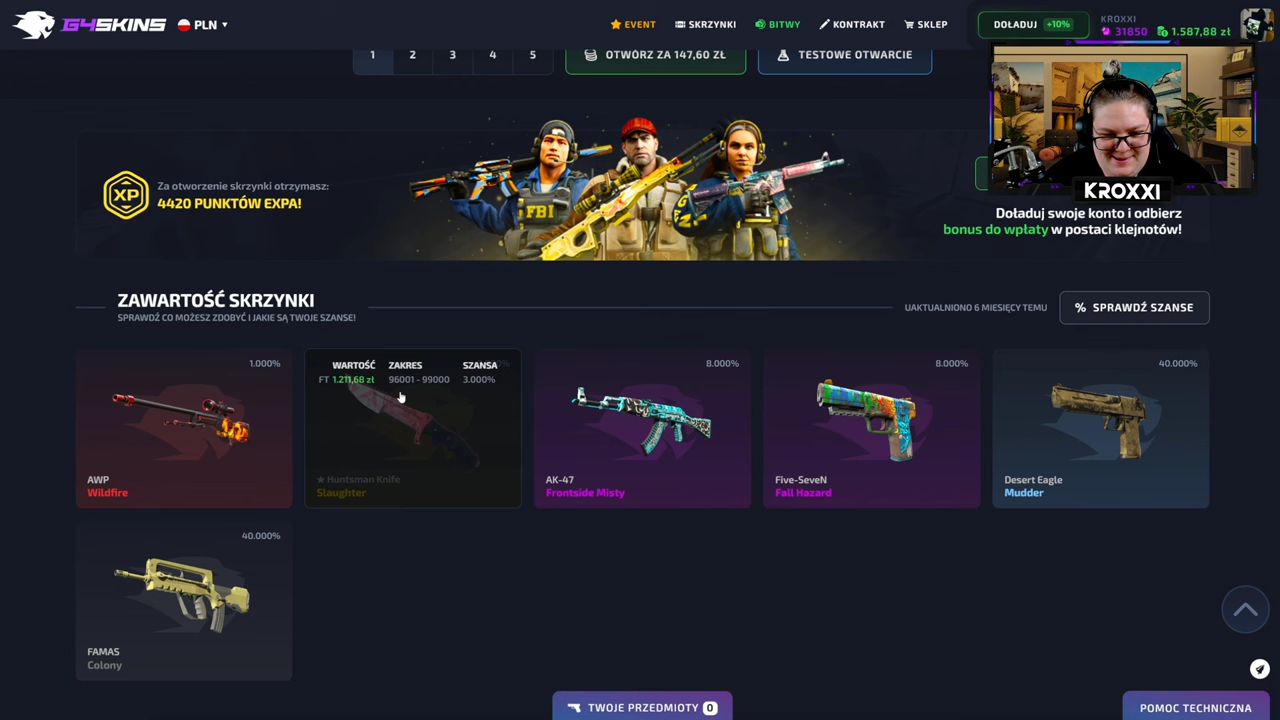 G4SKINS
PLN
EVENT
SKRZYNKI
BITWY
KONTRAKT
SKLEP
DOŁADUJ +10%
KROXXI
31850 1.587,88 zł
1 2 3 4 5
OTWÓRZ ZA 147,60 ZŁ
TESTOWE OTWARCIE
XP
Za otworzenie skrzynki otrzymasz:
4420 PUNKTÓW EXPA!
FBI
KROXXI
Doładuj swoje konto i odbierz
bonus do wpłaty w postaci klejnotów!
ZAWARTOŚĆ SKRZYNKI
SPRAWDŹ CO MOŻESZ ZDOBYĆ I JAKIE SĄ TWOJE SZANSE!
UAKTUALNIONO 6 MIESIĘCY TEMU
% SPRAWDŹ SZANSE
1.000%
AWP
Wildfire
WARTOŚĆ ZAKRES SZANSA
FT 1.211,68 zł 96001 - 99000 3.000%
★ Huntsman Knife
Slaughter
8.000%
AK-47
Frontside Misty
8.000%
Five-SeveN
Fall Hazard
40.000%
Desert Eagle
Mudder
40.000%
FAMAS
Colony
TWOJE PRZEDMIOTY 0
POMOC TECHNICZNA